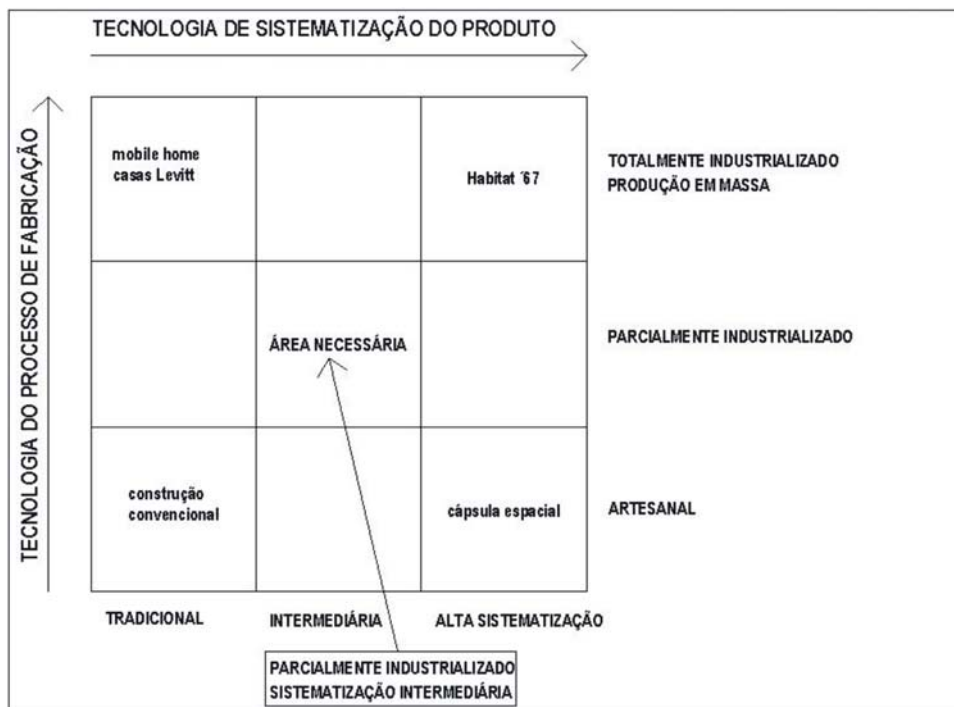 TECNOLOGIA DE SISTEMATIZAÇÃO DO PRODUTO
TECNOLOGIA DO PROCESSO DE FABRICAÇÃO
mobile home
casas Levitt
Habitat ´67
TOTALMENTE INDUSTRIALIZADO
PRODUÇÃO EM MASSA
ÁREA NECESSÁRIA
PARCIALMENTE INDUSTRIALIZADO
construção
convencional
cápsula espacial
ARTESANAL
TRADICIONAL
INTERMEDIÁRIA
ALTA SISTEMATIZAÇÃO
PARCIALMENTE INDUSTRIALIZADO
SISTEMATIZAÇÃO INTERMEDIÁRIA